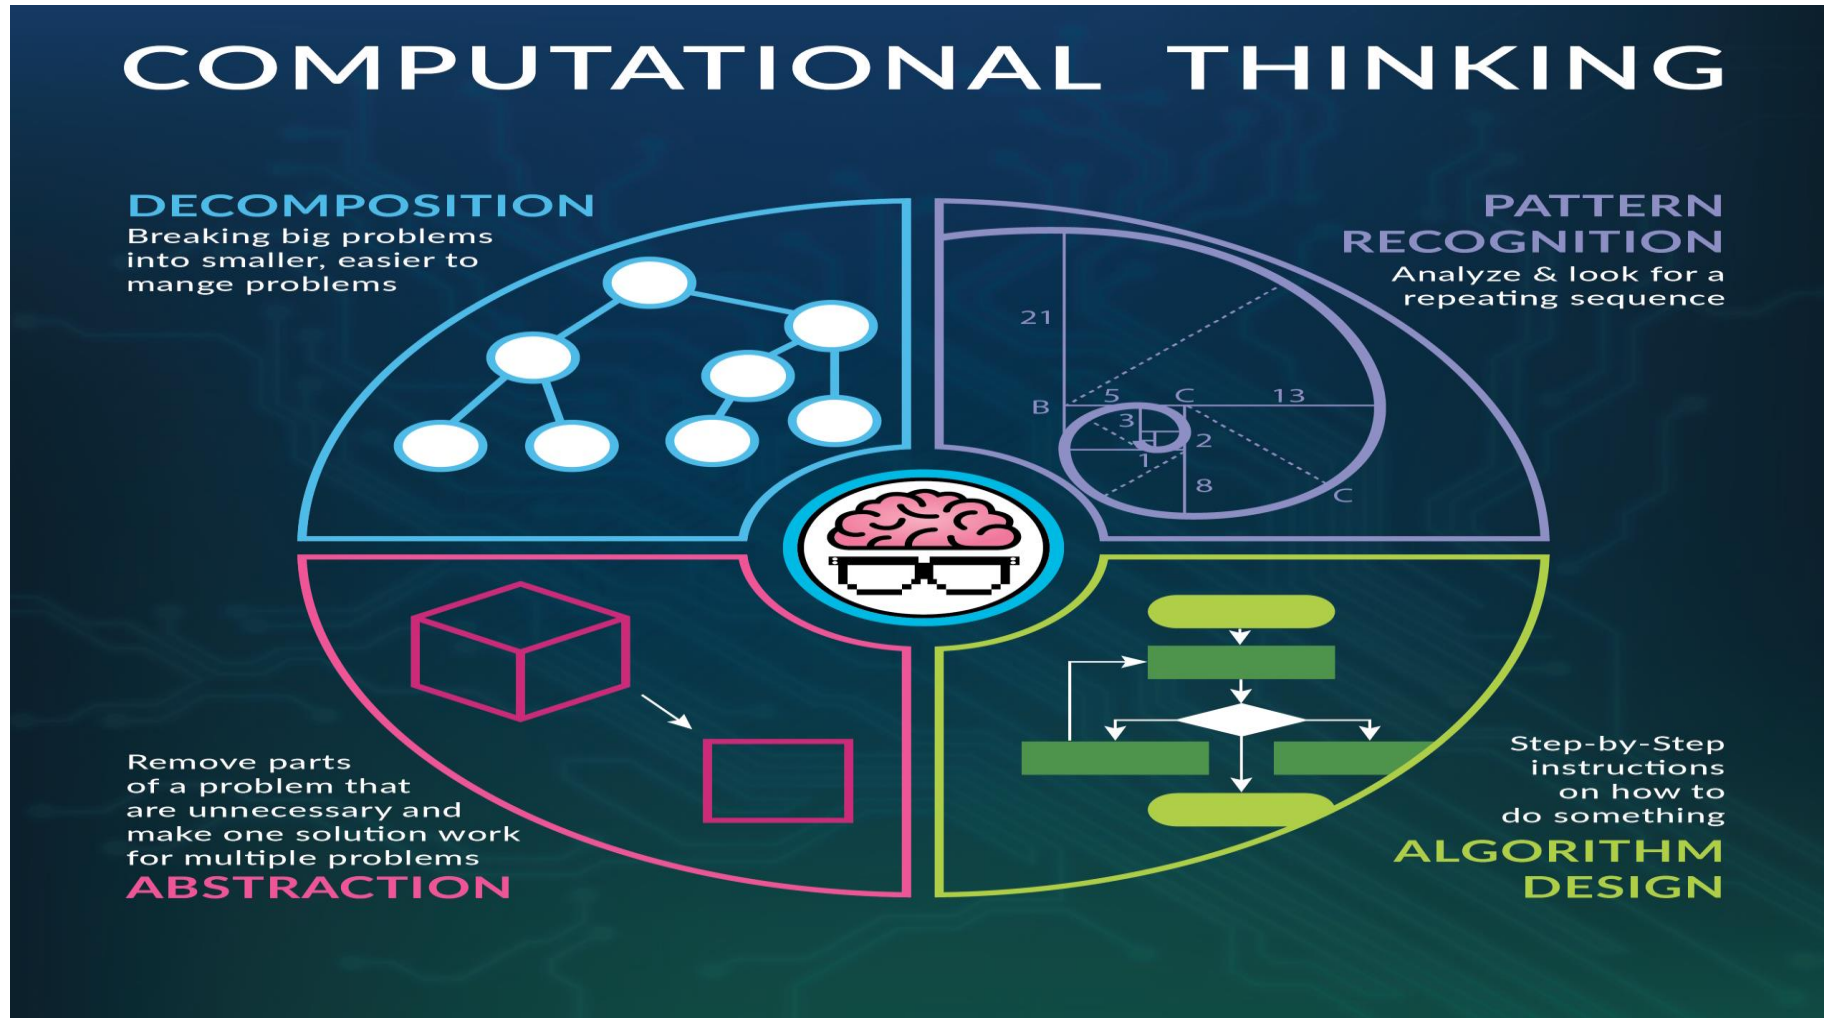 COMPUTATIONAL THINKING
DECOMPOSITION
Breaking big problems
into smaller, easier to
mange problems
PATTERN
RECOGNITION
Analyze & look for a
repeating sequence
21
B
5
C
13
3
2
1
8
C
Remove parts
of a problem that
are unnecessary and
make one solution work
for multiple problems
ABSTRACTION
Step-by-Step
instructions
on how to
do something
ALGORITHM
DESIGN